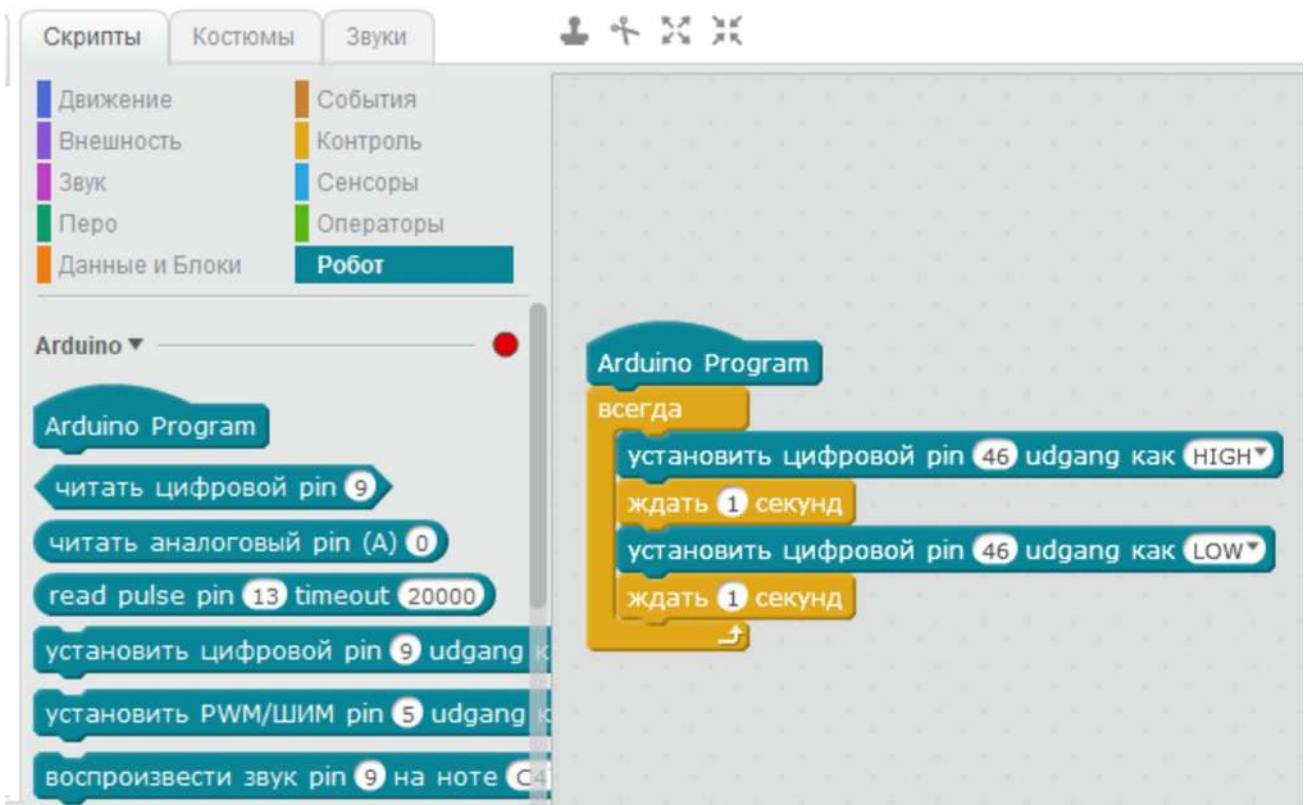 Скрипты Костюмы Звуки
Движение События
Внешность Контроль
Звук Сенсоры
Перо Операторы
Данные и Блоки Робот
Arduino
Arduino Program
читать цифровой pin 9
читать аналоговый pin (A) 0
read pulse pin 13 timeout 20000
установить цифровой pin 9 udgang
установить PWM/ШИМ pin 5 udgang
воспроизвести звук pin 9 на ноте C4
Arduino Program
всегда
установить цифровой pin 46 udgang как HIGH
ждать 1 секунд
установить цифровой pin 46 udgang как LOW
ждать 1 секунд